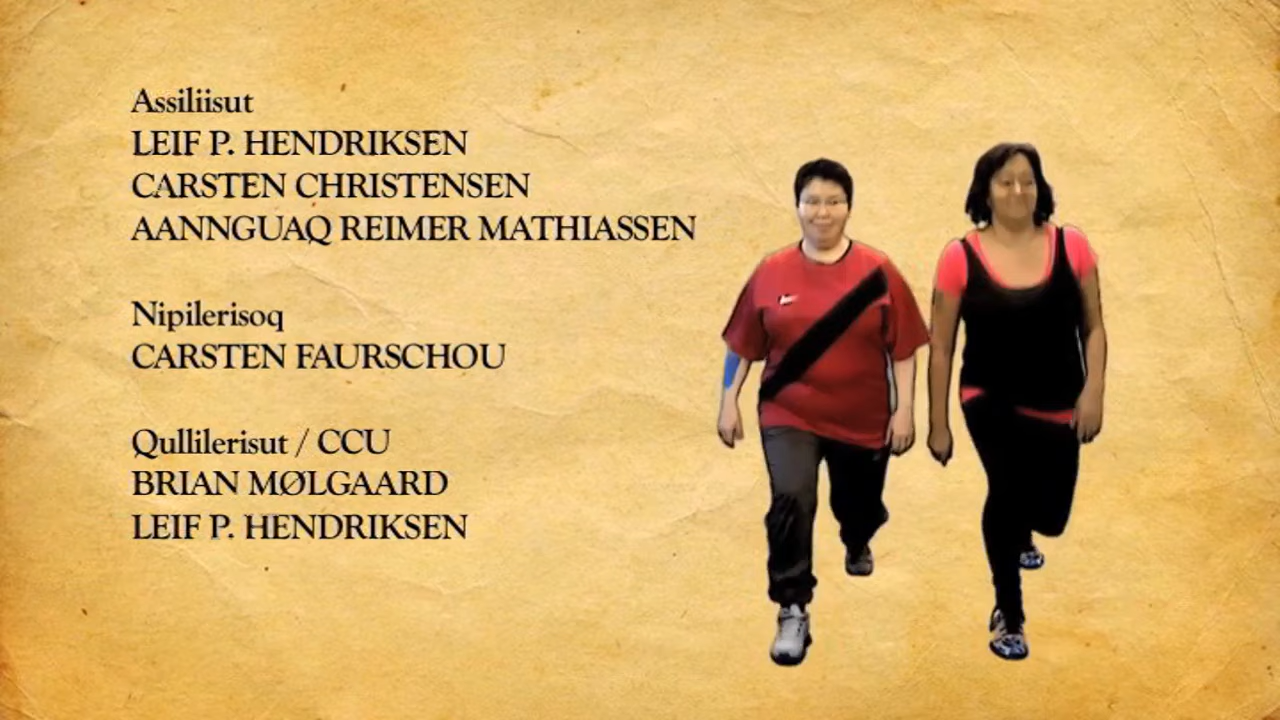 Assiliisut
LEIF P. HENDRIKSEN
CARSTEN CHRISTENSEN
AANNGUAQ REIMER MATHIASSEN
Nipilerisoq
CARSTEN FAURSCHOU
Qullilerisut / CCU
BRIAN MØLGAARD
LEIF P. HENDRIKSEN